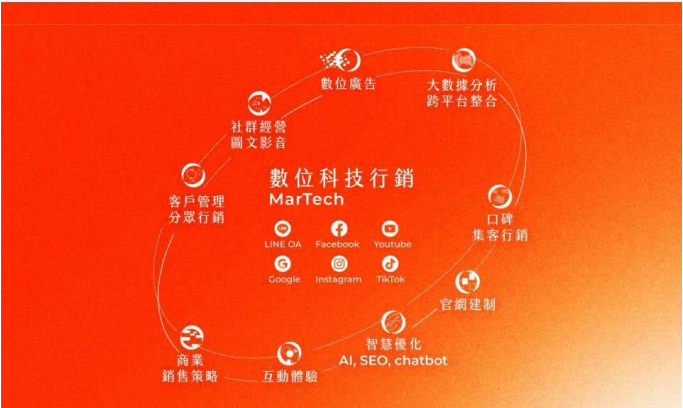 數位廣告
大數據分析
跨平台整合
社群經營
圖文影音
數位科技行銷
MarTech
客戶管理
分眾行銷
口碑
集客行銷
LINE OA
Facebook
Youtube
Google
Instagram
TikTok
官網建制
智慧優化
AI, SEO, chatbot
商業
銷售策略
互動體驗